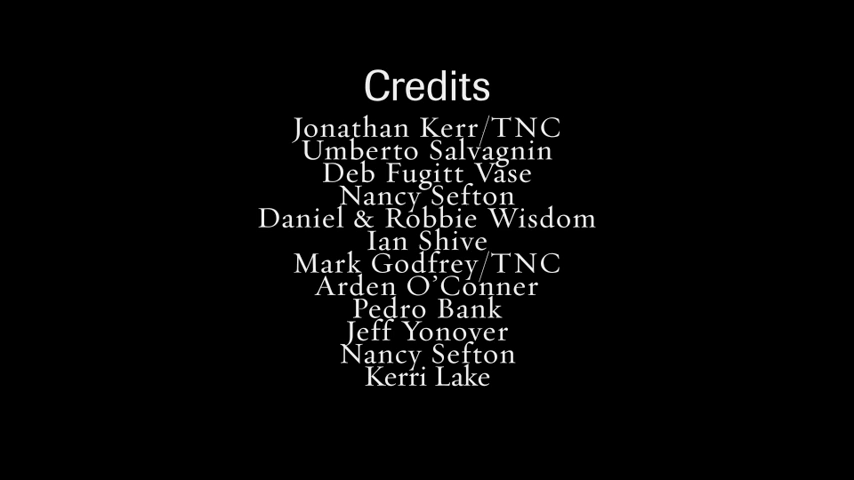 Credits
Jonathan Kerr/TNC
Umberto Salvagnin
Deb Fugitt Vase
Nancy Sefton
Daniel & Robbie Wisdom
Ian Shive
Mark Godfrey/TNC
Arden O’Conner
Pedro Bank
Jeff Yonover
Nancy Sefton
Kerri Lake